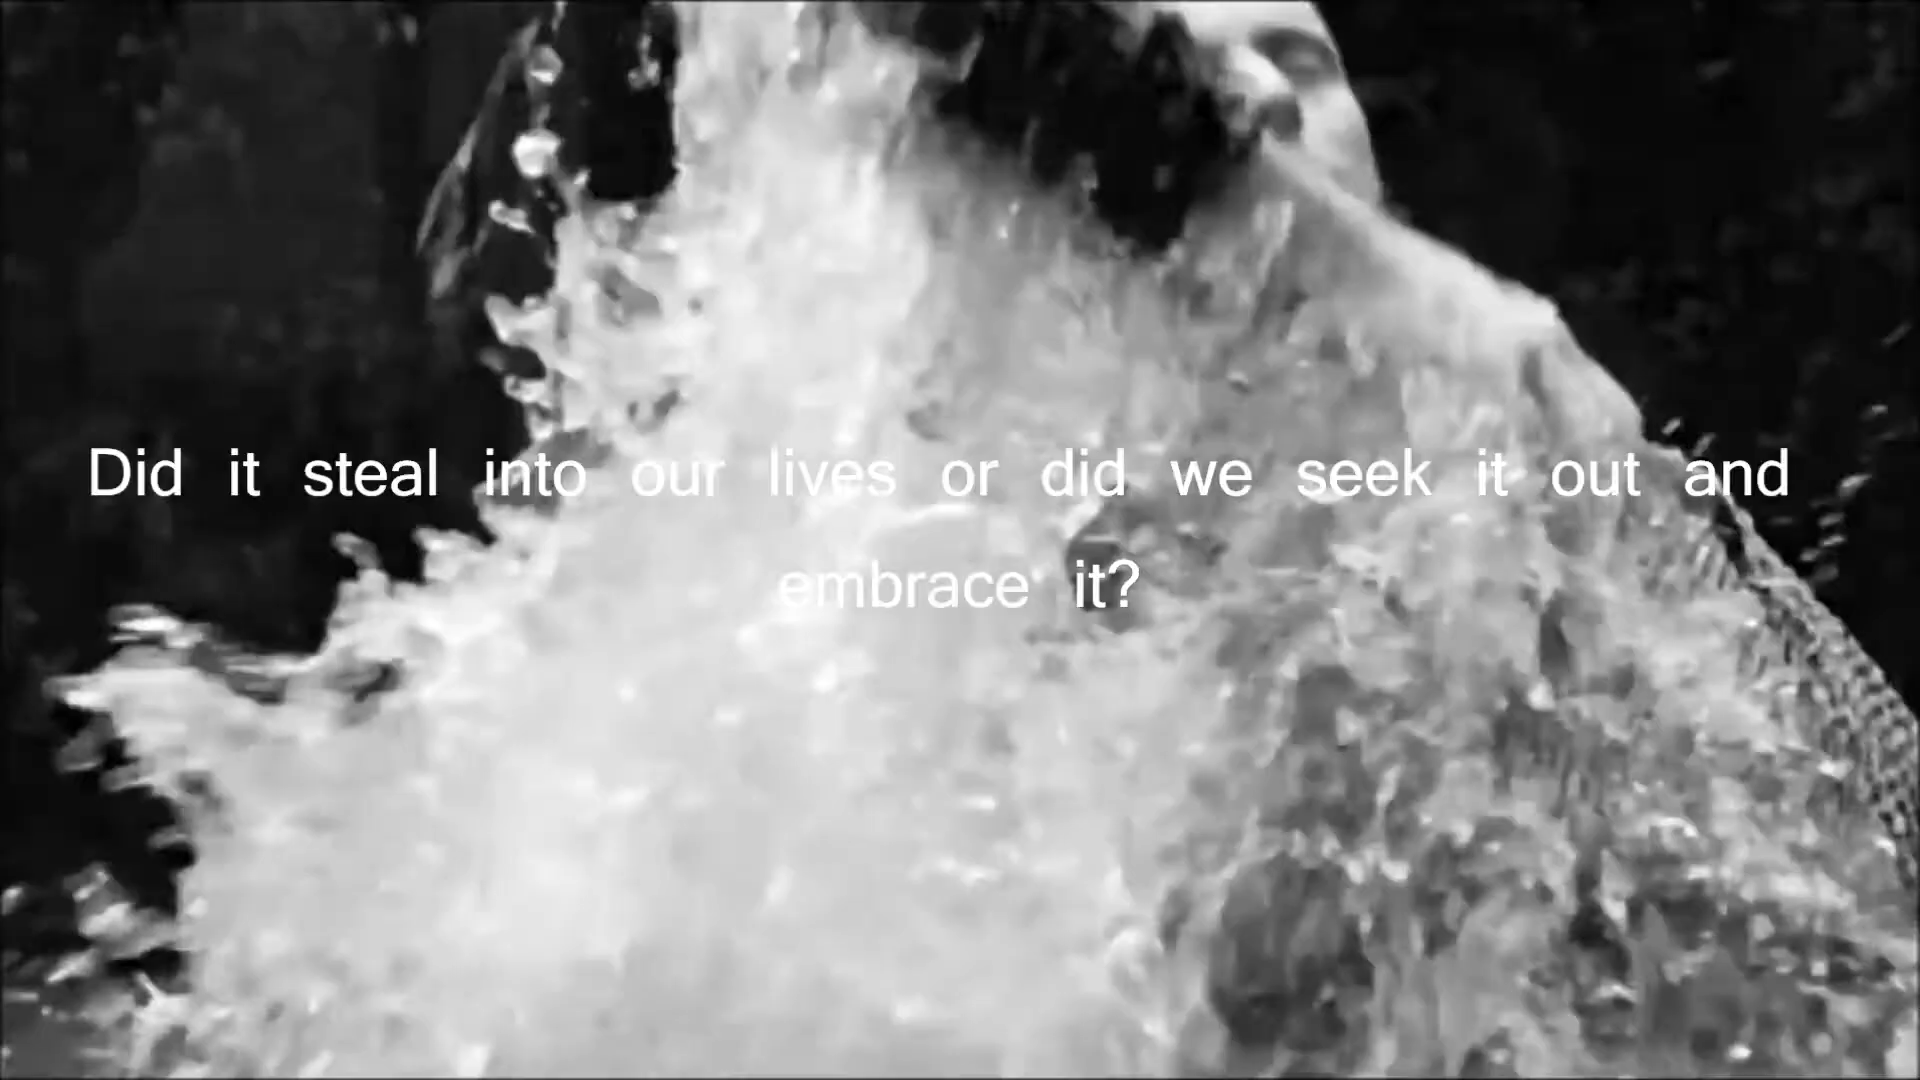 Did it steal into our lives or did we seek it out and
embrace it?